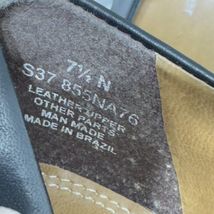 7½ N
S37 855NA76
LEATHER UPPER
OTHER PARTS
MAN MADE
MADE IN BRAZIL